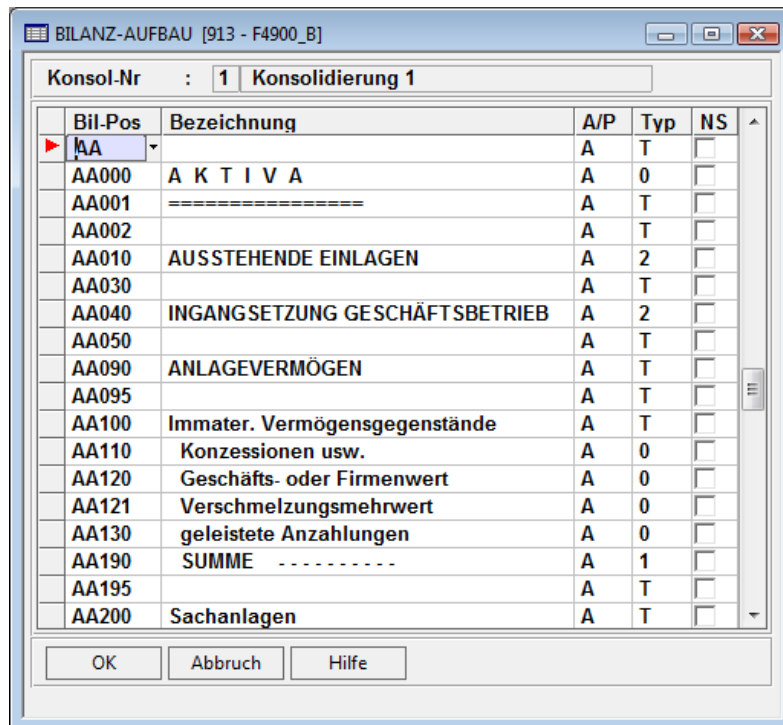 BILANZ-AUFBAU [913 - F4900_B]
Konsol-Nr : 1 Konsolidierung 1
Bil-Pos Bezeichnung A/P Typ NS
AA A T
AA000 A K T I V A A 0
AA001 ================ A T
AA002 A T
AA010 AUSSTEHENDE EINLAGEN A 2
AA030 A T
AA040 INGANGSETZUNG GESCHÄFTSBETRIEB A 2
AA050 A T
AA090 ANLAGEVERMÖGEN A T
AA095 A T
AA100 Immater. Vermögensgegenstände A T
AA110 Konzessionen usw. A 0
AA120 Geschäfts- oder Firmenwert A 0
AA121 Verschmelzungsmehrwert A 0
AA130 geleistete Anzahlungen A 0
AA190 SUMME - - - - - - - - - - A 1
AA195 A T
AA200 Sachanlagen A T
OK Abbruch Hilfe